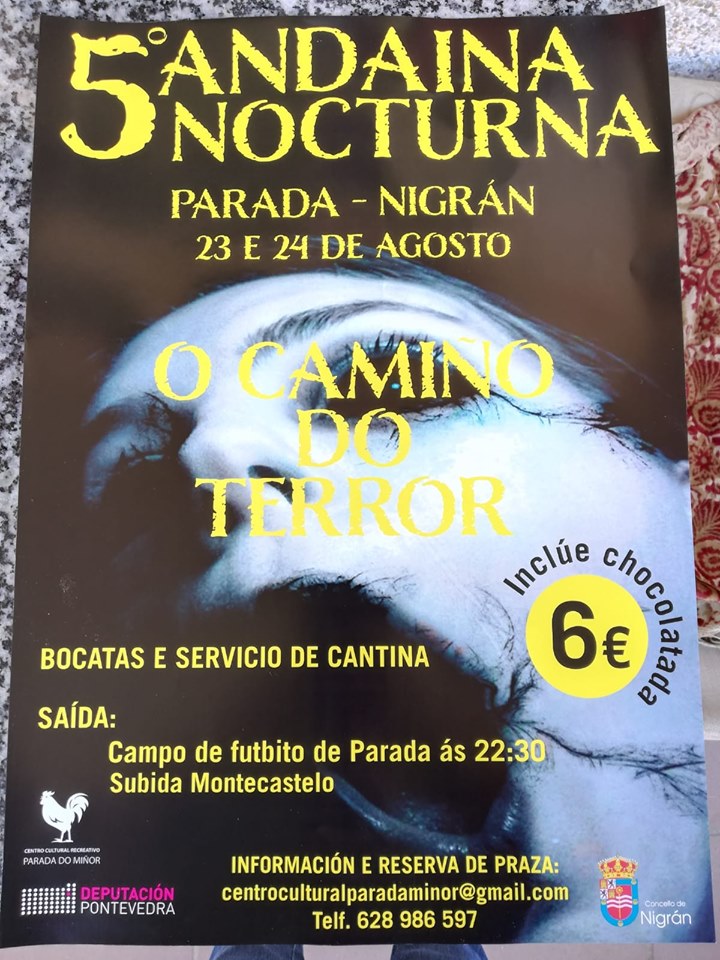 5º ANDAINA
NOCTURNA
PARADA - NIGRÁN
23 E 24 DE AGOSTO
O CAMIÑO
DO
TERROR
Inclúe chocolatada
6€
BOCATAS E SERVICIO DE CANTINA
SAÍDA:
Campo de futbito de Parada ás 22:30
Subida Montecastelo
CENTRO CULTURAL RECREATIVO
PARADA DO MIÑOR
DEPUTACIÓN
PONTEVEDRA
INFORMACIÓN E RESERVA DE PRAZA:
centroculturalparadaminor@gmail.com
Telf. 628 986 597
Concello de
Nigrán